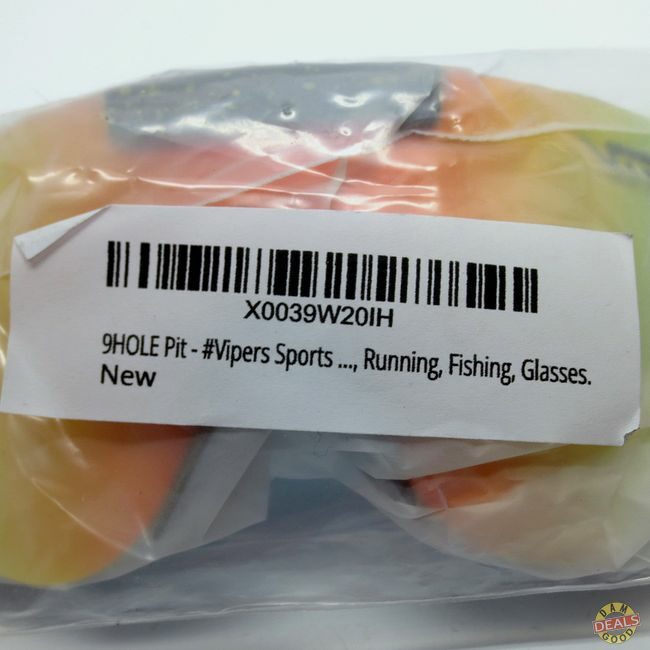 X0039W20IH
9HOLE Pit - #Vipers Sports ..., Running, Fishing, Glasses.
New
DAM
DEALS
GOOD